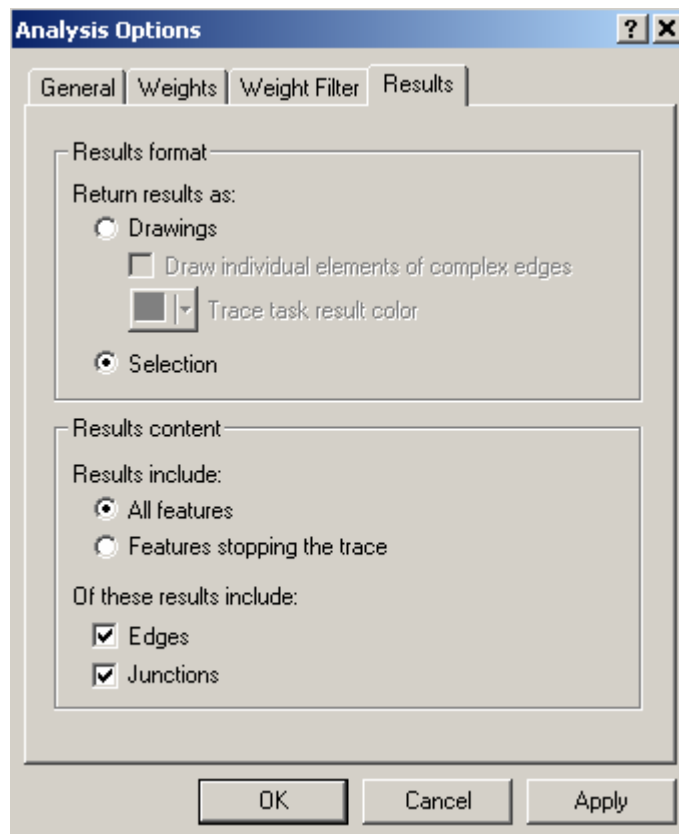 Analysis Options
General Weights Weight Filter Results
Results format
Return results as:
Drawings
Draw individual elements of complex edges
Trace task result color
Selection
Results content
Results include:
All features
Features stopping the trace
Of these results include:
Edges
Junctions
OK Cancel Apply